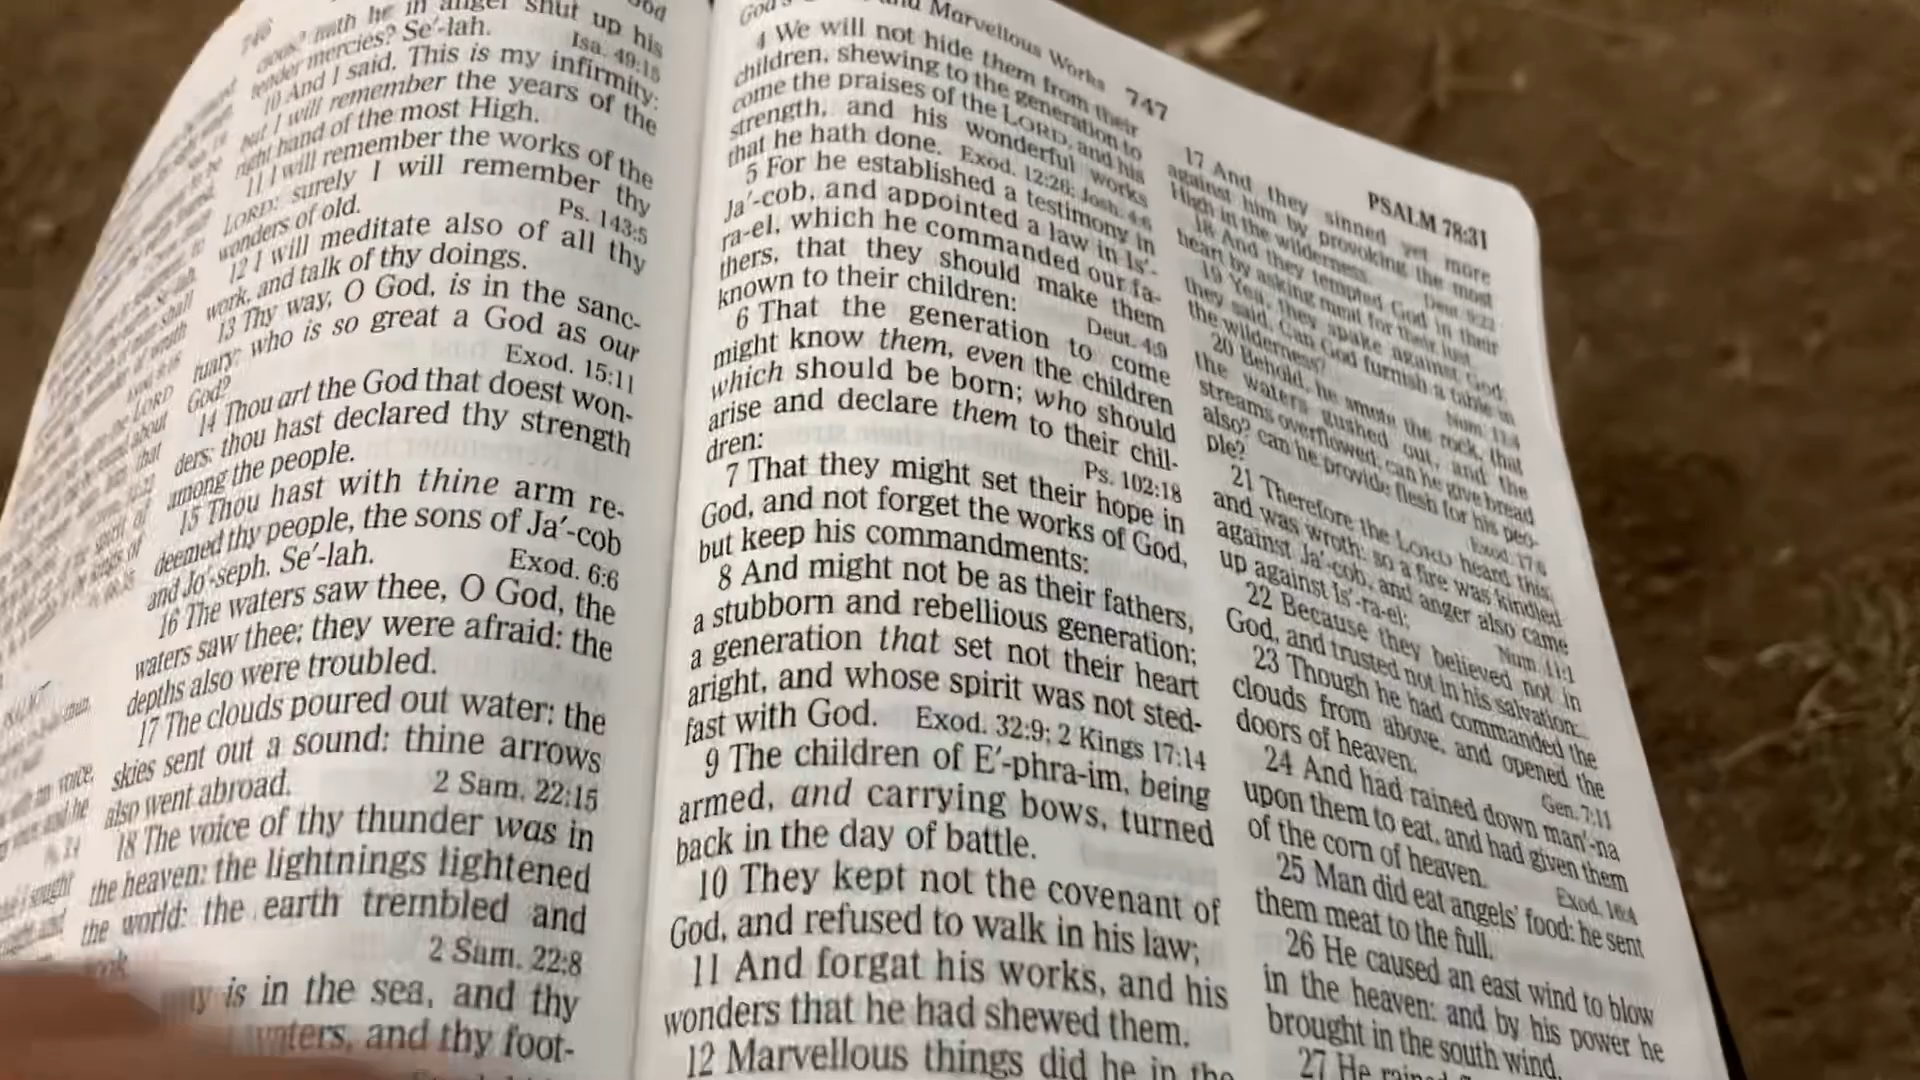 746
cious? hath he in anger shut up his
tender mercies? Se′-lah. Isa. 49:15
10 And I said, This is my infirmity:
but I will remember the years of the
right hand of the most High.
11 I will remember the works of the
LORD: surely I will remember thy
wonders of old. Ps. 143:5
12 I will meditate also of all thy
work, and talk of thy doings.
13 Thy way, O God, is in the sanc-
tuary: who is so great a God as our
God? Exod. 15:11
14 Thou art the God that doest won-
ders: thou hast declared thy strength
among the people.
15 Thou hast with thine arm re-
deemed thy people, the sons of Ja′-cob
and Jo′-seph. Se′-lah. Exod. 6:6
16 The waters saw thee, O God, the
waters saw thee; they were afraid: the
depths also were troubled.
17 The clouds poured out water: the
skies sent out a sound: thine arrows
also went abroad. 2 Sam. 22:15
18 The voice of thy thunder was in
the heaven: the lightnings lightened
the world: the earth trembled and
2 Sam. 22:8
is in the sea, and thy
waters, and thy foot-
Marvellous Works 747
4 We will not hide them from their
children, shewing to the generation to
come the praises of the LORD, and his
strength, and his wonderful works
that he hath done. Exod. 12:26; Josh. 4:6
5 For he established a testimony in
Ja′-cob, and appointed a law in Is′-
ra-el, which he commanded our fa-
thers, that they should make them
known to their children: Deut. 4:9
6 That the generation to come
might know them, even the children
which should be born; who should
arise and declare them to their chil-
dren: Ps. 102:18
7 That they might set their hope in
God, and not forget the works of God,
but keep his commandments:
8 And might not be as their fathers,
a stubborn and rebellious generation;
a generation that set not their heart
aright, and whose spirit was not sted-
fast with God. Exod. 32:9; 2 Kings 17:14
9 The children of E′-phra-im, being
armed, and carrying bows, turned
back in the day of battle.
10 They kept not the covenant of
God, and refused to walk in his law;
11 And forgat his works, and his
wonders that he had shewed them.
12 Marvellous things did he in the
PSALM 78:31
17 And they sinned yet more
against him by provoking the most
High in the wilderness. Deut. 9:22
18 And they tempted God in their
heart by asking meat for their lust.
19 Yea, they spake against God;
they said, Can God furnish a table in
the wilderness? Num. 11:4
20 Behold, he smote the rock, that
the waters gushed out, and the
streams overflowed; can he give bread
also? can he provide flesh for his peo-
ple? Exod. 17:6
21 Therefore the LORD heard this,
and was wroth: so a fire was kindled
against Ja′-cob, and anger also came
up against Is′-ra-el; Num. 11:1
22 Because they believed not in
God, and trusted not in his salvation:
23 Though he had commanded the
clouds from above, and opened the
doors of heaven, Gen. 7:11
24 And had rained down man′-na
upon them to eat, and had given them
of the corn of heaven. Exod. 16:4
25 Man did eat angels' food: he sent
them meat to the full.
26 He caused an east wind to blow
in the heaven: and by his power he
brought in the south wind.
27 He rained